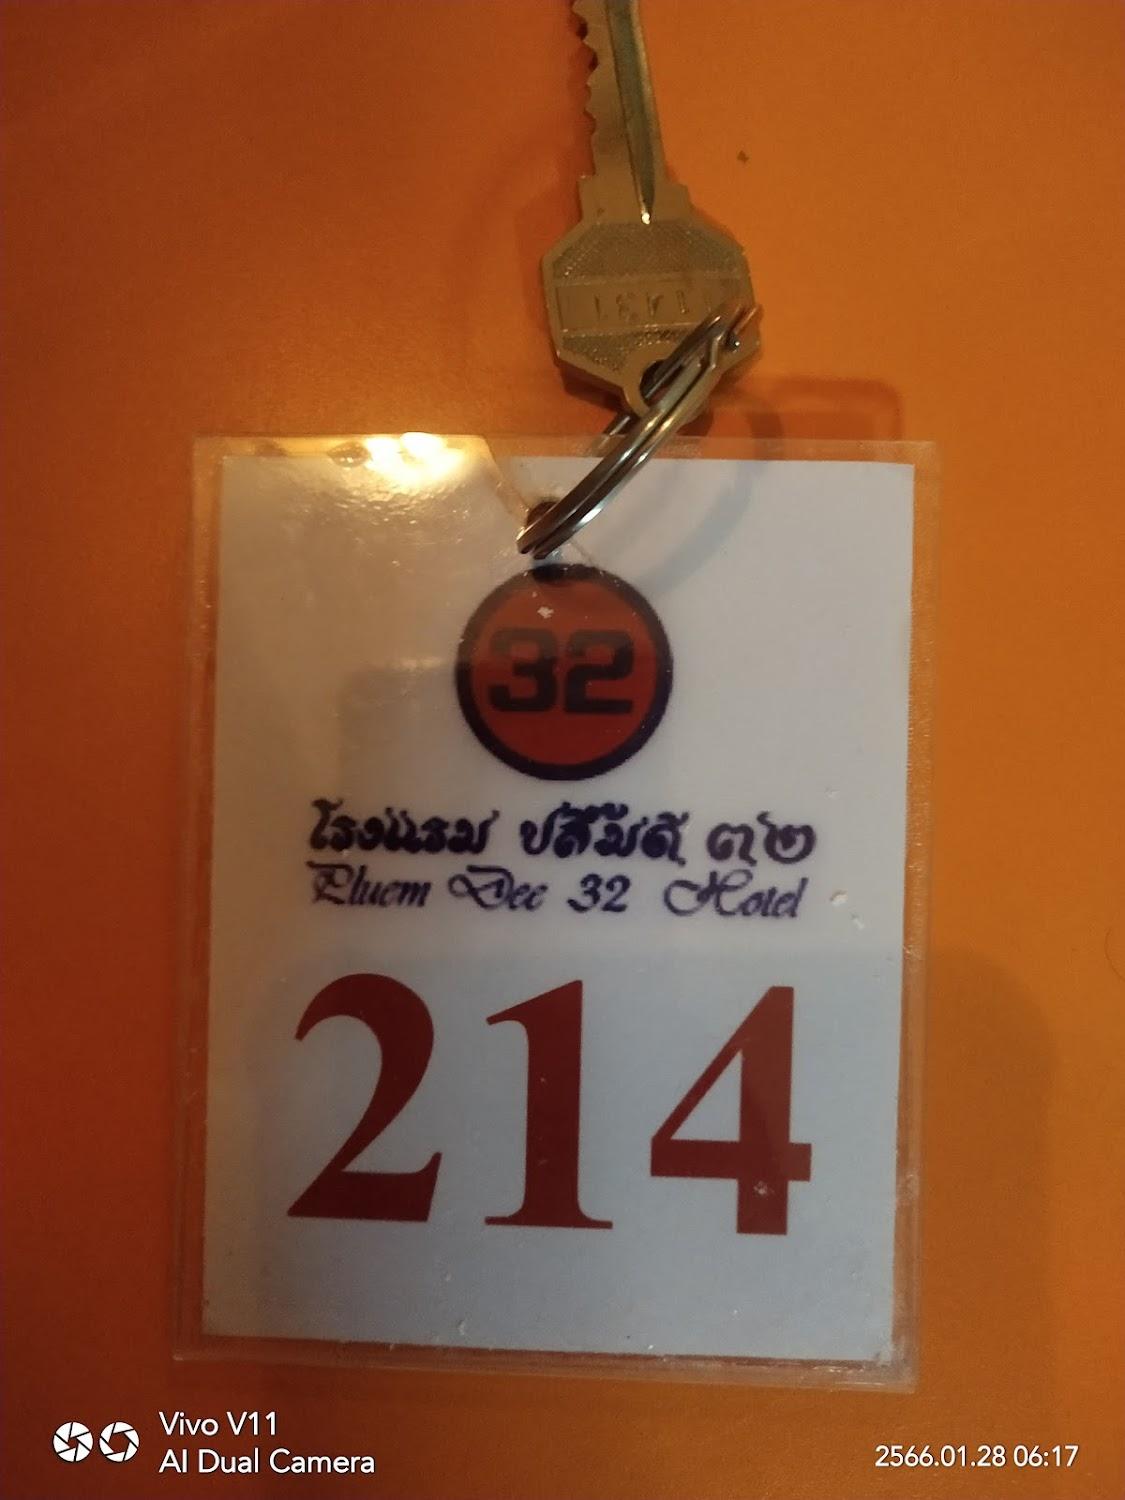 32
โรงแรม ปลื้มดี ๓๒
Pluem Dee 32 Hotel
214
Vivo V11
AI Dual Camera
2566.01.28 06:17